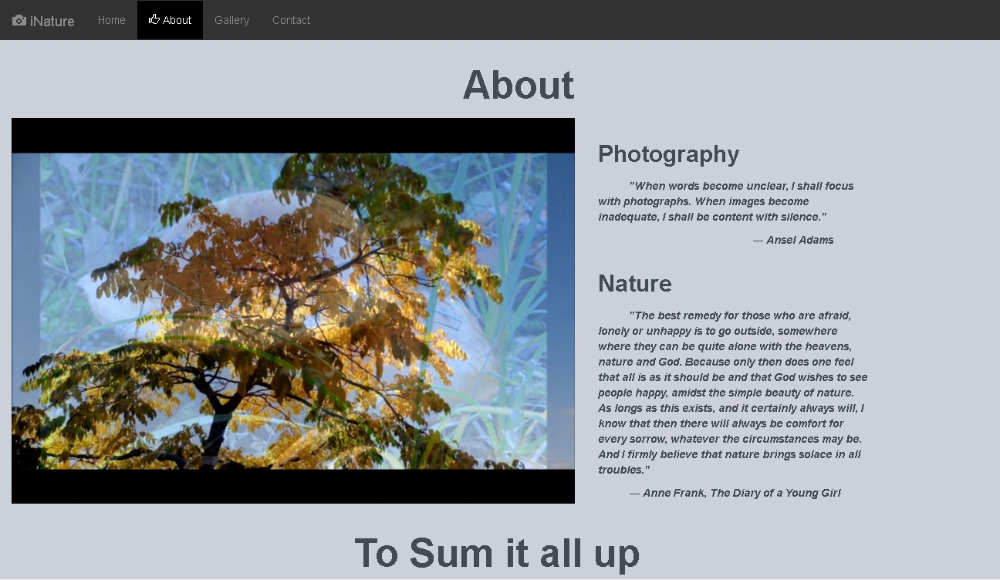 iNature Home About Gallery Contact
About
Photography
"When words become unclear, I shall focus
with photographs. When images become
inadequate, I shall be content with silence."
— Ansel Adams
Nature
"The best remedy for those who are afraid,
lonely or unhappy is to go outside, somewhere
where they can be quite alone with the heavens,
nature and God. Because only then does one feel
that all is as it should be and that God wishes to see
people happy, amidst the simple beauty of nature.
As longs as this exists, and it certainly always will, I
know that then there will always be comfort for
every sorrow, whatever the circumstances may be.
And I firmly believe that nature brings solace in all
troubles."
— Anne Frank, The Diary of a Young Girl
To Sum it all up